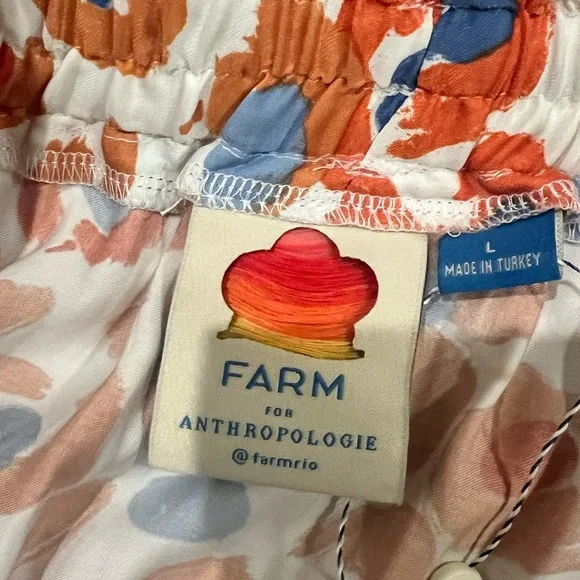 FARM
FOR
ANTHROPOLOGIE
@farmrio
L
MADE IN TURKEY